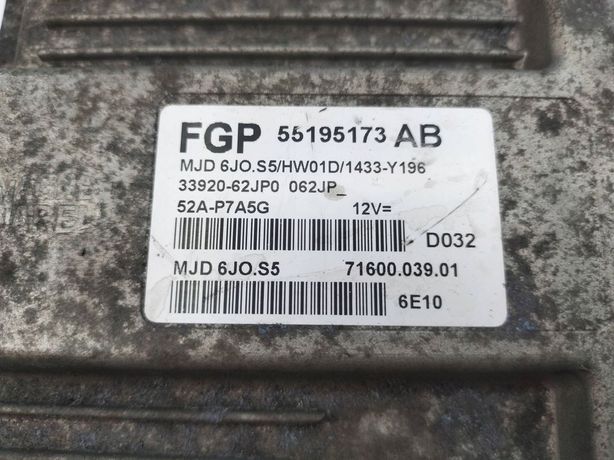 FGP 55195173 AB
MJD 6JO.S5/HW01D/1433-Y196
33920-62JP0 062JP_
52A-P7A5G 12V=
D032
MJD 6JO.S5 71600.039.01
6E10